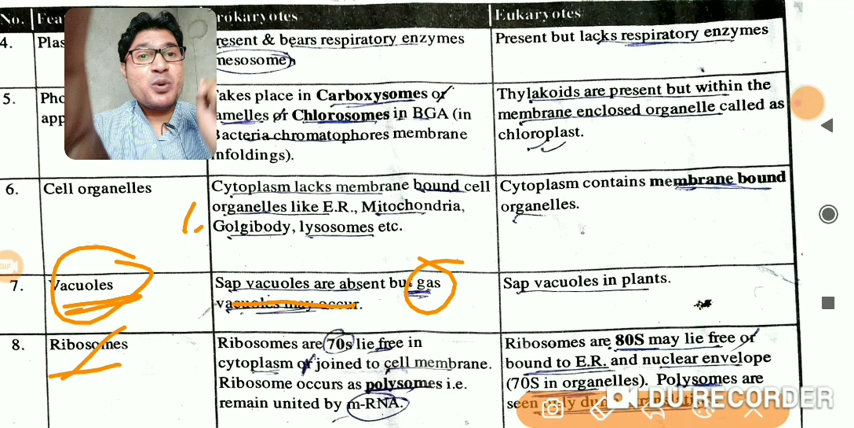 No. Fea rokaryotes Eukaryotes
4. Plas resent & bears respiratory enzymes
mesosome)
Present but lacks respiratory enzymes
5. Pho
app
akes place in Carboxysomes or
amelles or Chlorosomes in BGA (in
Bacteria chromatophores membrane
infoldings).
Thylakoids are present but within the
membrane enclosed organelle called as
chloroplast.
6. Cell organelles
Cytoplasm lacks membrane bound cell
organelles like E.R., Mitochondria,
Golgibody, lysosomes etc.
Cytoplasm contains membrane bound
organelles.
1.
7. Vacuoles
Sap vacuoles are absent but gas
vacuoles may occur.
Sap vacuoles in plants.
8. Ribosomes
Ribosomes are 70s lie free in
cytoplasm or joined to cell membrane.
Ribosome occurs as polysomes i.e.
remain united by m-RNA.
Ribosomes are 80S may lie free or
bound to E.R. and nuclear envelope
(70S in organelles). Polysomes are
seen only
DU RECORDER